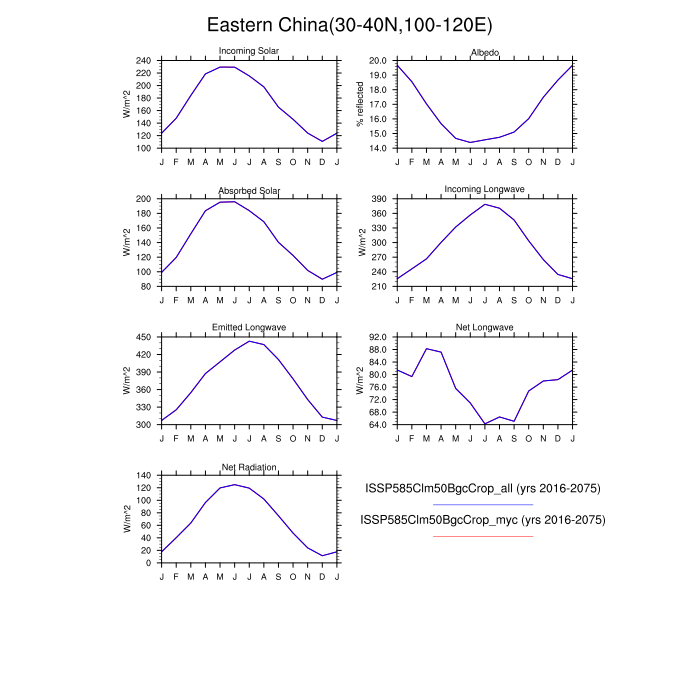 Eastern China(30-40N,100-120E)
Incoming Solar
W/m^2
240
220
200
180
160
140
120
100
J F M A M J J A S O N D J
Albedo
% reflected
20.0
19.0
18.0
17.0
16.0
15.0
14.0
J F M A M J J A S O N D J
Absorbed Solar
W/m^2
200
180
160
140
120
100
80
J F M A M J J A S O N D J
Incoming Longwave
W/m^2
390
360
330
300
270
240
210
J F M A M J J A S O N D J
Emitted Longwave
W/m^2
450
420
390
360
330
300
J F M A M J J A S O N D J
Net Longwave
W/m^2
92.0
88.0
84.0
80.0
76.0
72.0
68.0
64.0
J F M A M J J A S O N D J
Net Radiation
W/m^2
140
120
100
80
60
40
20
0
J F M A M J J A S O N D J
ISSP585Clm50BgcCrop_all (yrs 2016-2075)
ISSP585Clm50BgcCrop_myc (yrs 2016-2075)